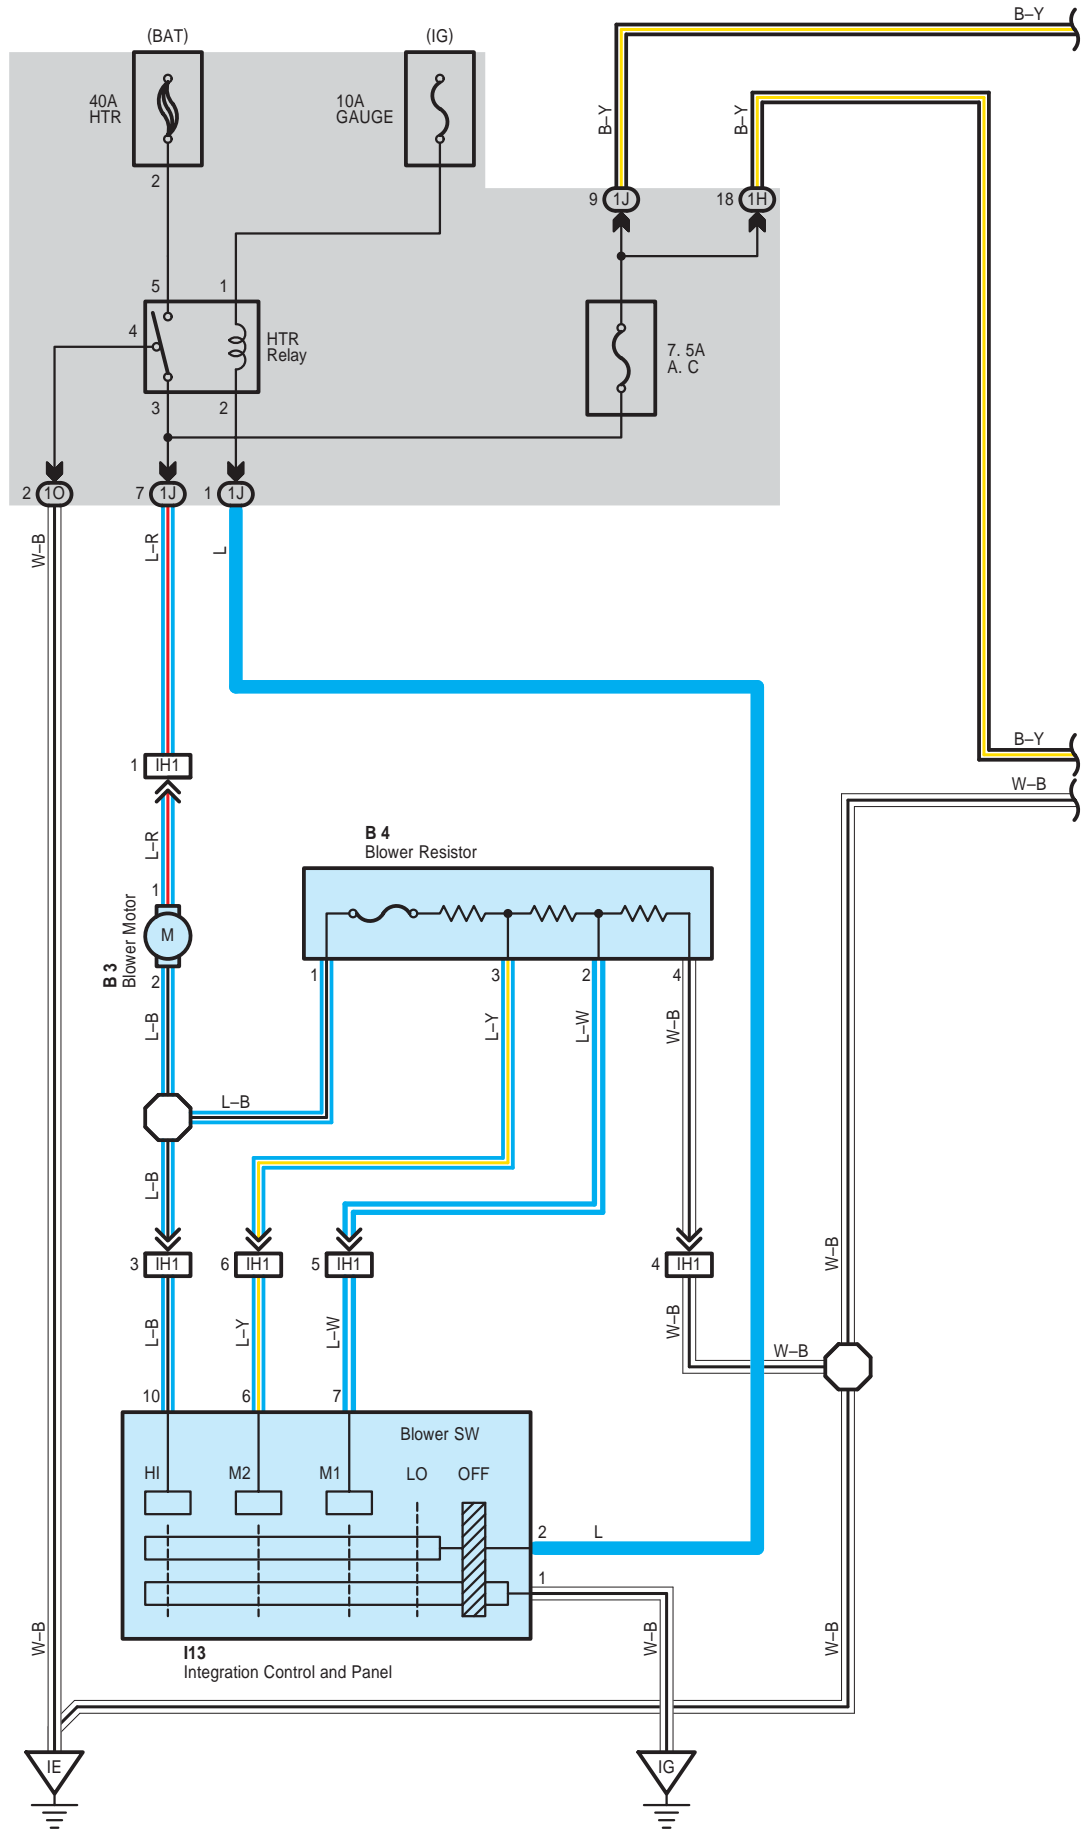 B–Y
(BAT)
(IG)
40A
HTR
10A
GAUGE
B–Y
B–Y
2
9 1J
18 1H
5
1
4
HTR
Relay
7. 5A
A. C
3
2
2 1O
7 1J
1 1J
W–B
L–R
L
B–Y
1 IH1
W–B
L–R
B 4
Blower Resistor
1
M
B 3
Blower Motor
2
1
3
2
4
L–B
L–Y
L–W
W–B
L–B
L–B
W–B
3 IH1
6 IH1
5 IH1
4 IH1
L–B
L–Y
L–W
W–B
W–B
10
6
7
Blower SW
HI
M2
M1
LO
OFF
2
L
1
W–B
W–B
W–B
I13
Integration Control and Panel
IE
IG